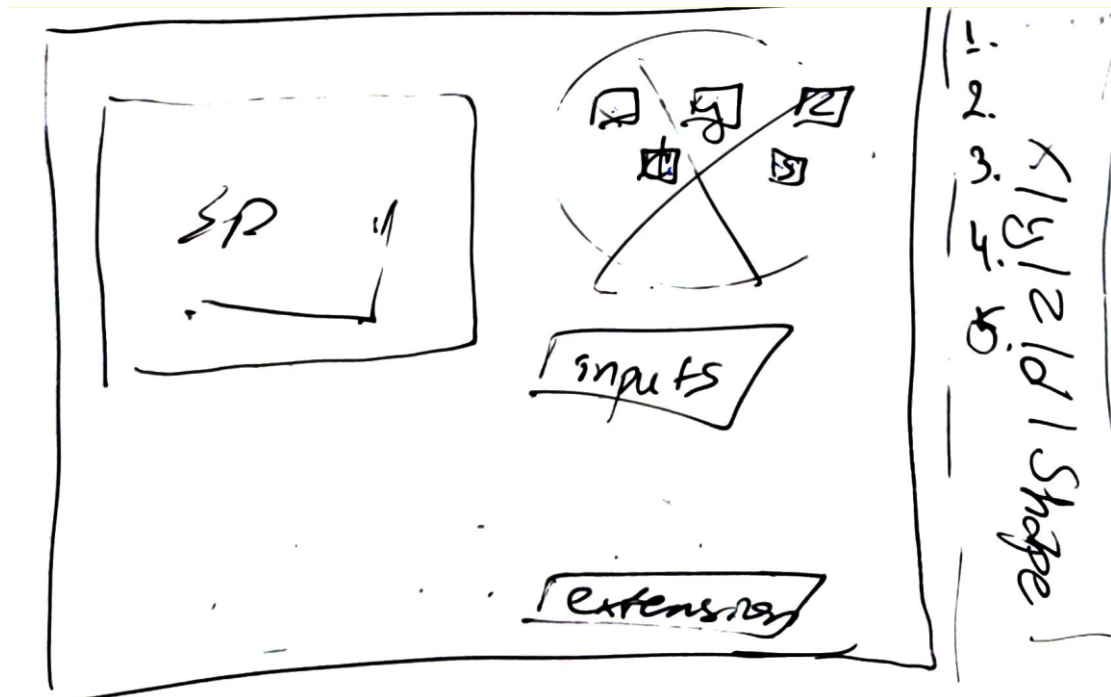 x
y
z
d
s
SP
inputs
extension
1.
2.
3.
4.
5
x | y | z | d | Shape